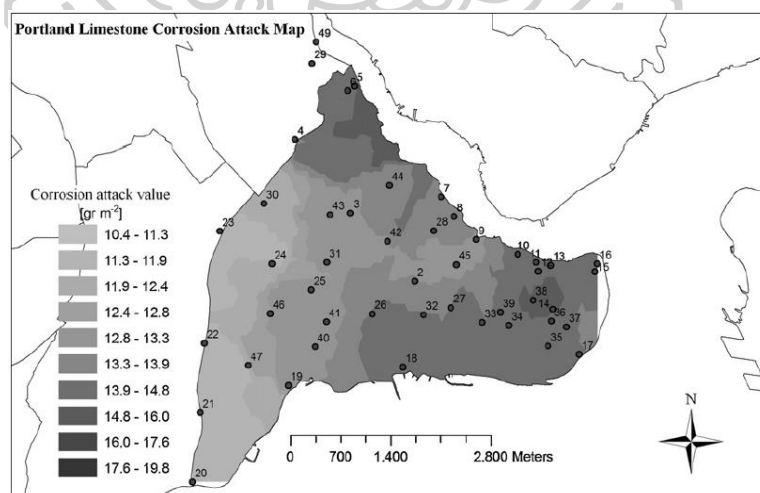 Portland Limestone Corrosion Attack Map
49
29
5
4
44
7
30
43 3
8
23
28
9
42
10
24
31
45
11
13
16
15
2
25
38
46
26
32
27
39
14
36
41
33
34
37
22
40
35
47
18
17
19
21
20
Corrosion attack value
[gr m-2]
10.4 - 11.3
11.3 - 11.9
11.9 - 12.4
12.4 - 12.8
12.8 - 13.3
13.3 - 13.9
13.9 - 14.8
14.8 - 16.0
16.0 - 17.6
17.6 - 19.8
N
0 700 1.400 2.800 Meters